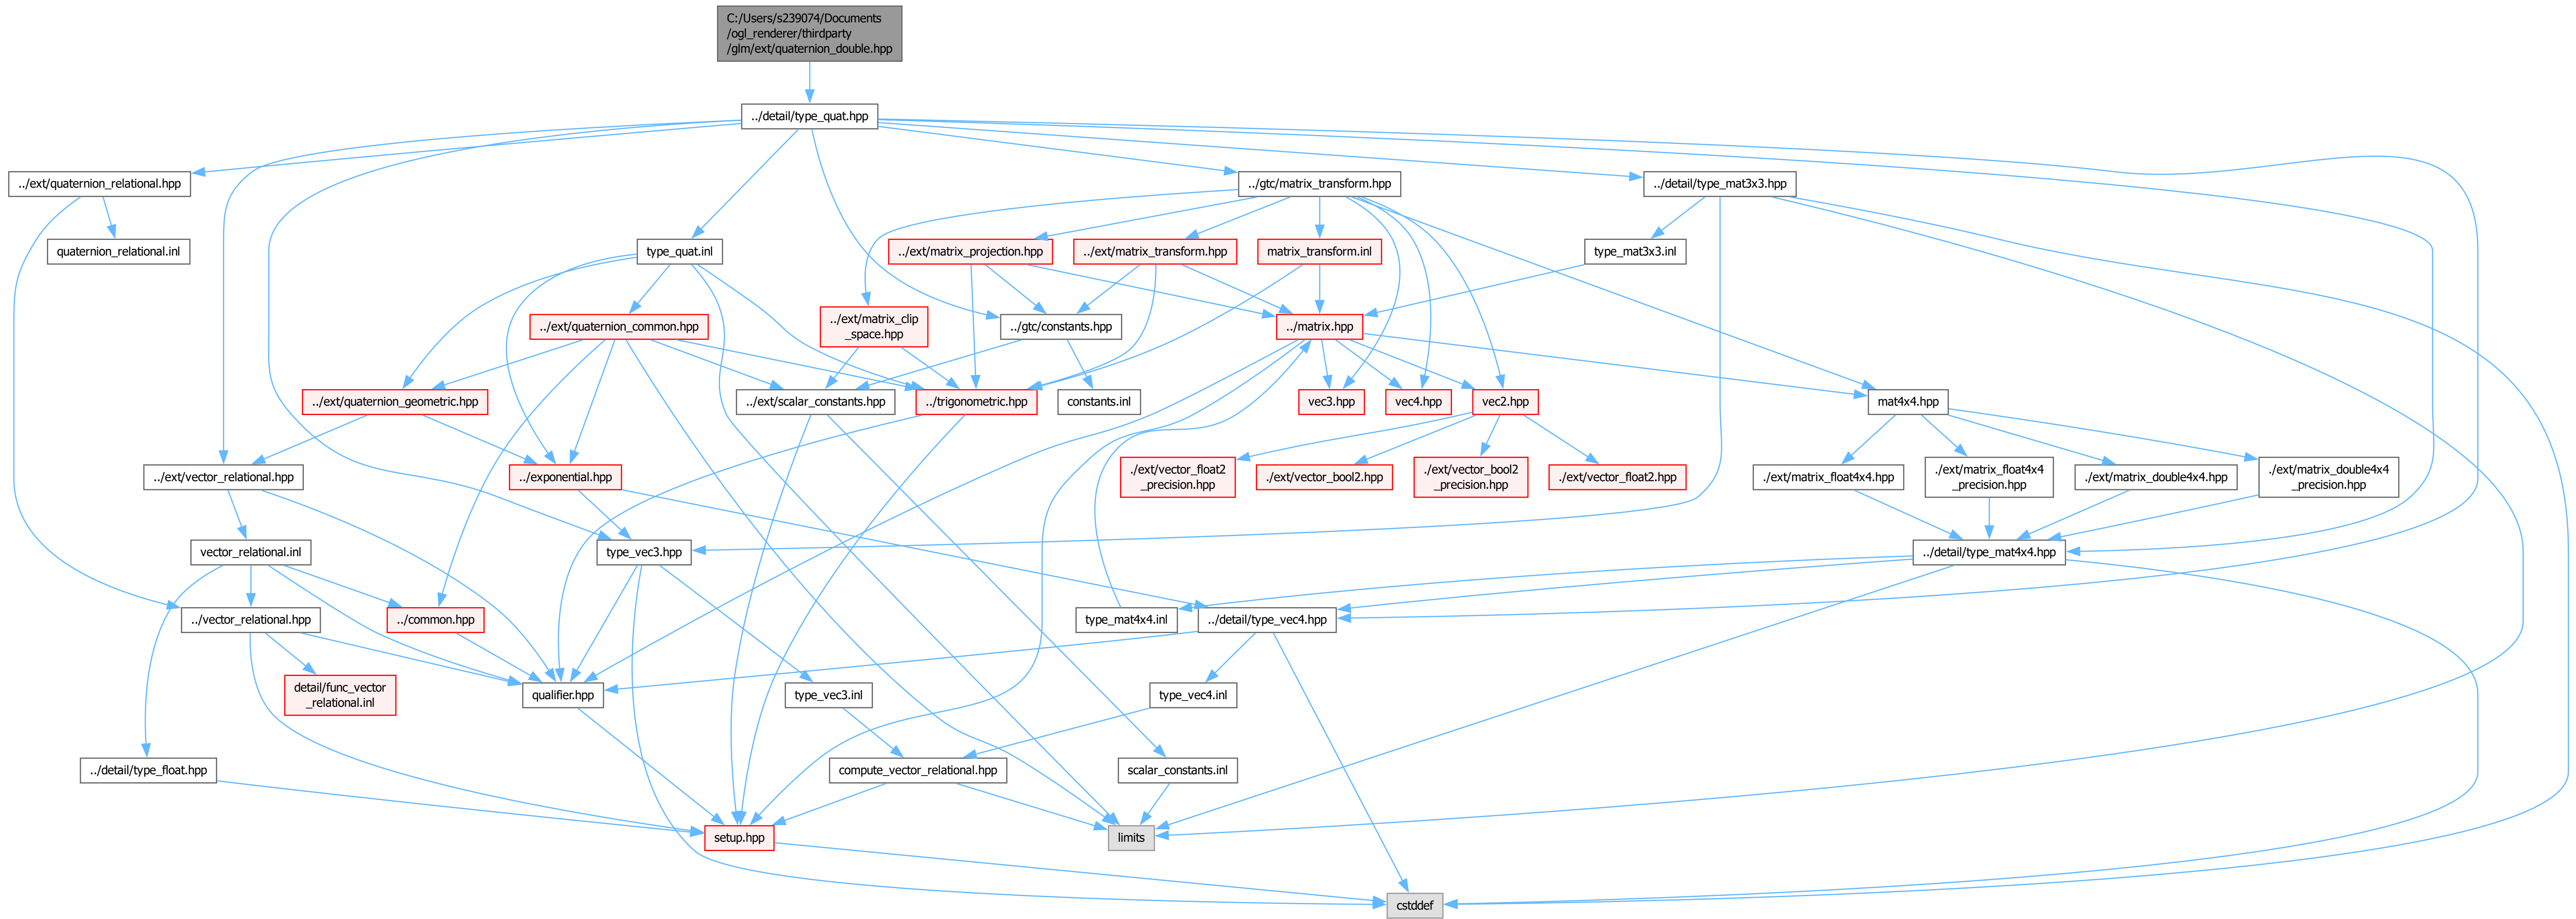 C:/Users/s239074/Documents
/ogl_renderer/thirdparty
/glm/ext/quaternion_double.hpp
../detail/type_quat.hpp
../ext/quaternion_relational.hpp
../gtc/matrix_transform.hpp
../detail/type_mat3x3.hpp
quaternion_relational.inl
type_quat.inl
../ext/matrix_projection.hpp
../ext/matrix_transform.hpp
matrix_transform.inl
type_mat3x3.inl
../ext/quaternion_common.hpp
../ext/matrix_clip
_space.hpp
../gtc/constants.hpp
../matrix.hpp
../ext/quaternion_geometric.hpp
../ext/scalar_constants.hpp
../trigonometric.hpp
constants.inl
vec3.hpp
vec4.hpp
vec2.hpp
mat4x4.hpp
../ext/vector_relational.hpp
../exponential.hpp
./ext/vector_float2
_precision.hpp
./ext/vector_bool2.hpp
./ext/vector_bool2
_precision.hpp
./ext/vector_float2.hpp
./ext/matrix_float4x4.hpp
./ext/matrix_float4x4
_precision.hpp
./ext/matrix_double4x4.hpp
./ext/matrix_double4x4
_precision.hpp
vector_relational.inl
type_vec3.hpp
../detail/type_mat4x4.hpp
../vector_relational.hpp
../common.hpp
type_mat4x4.inl
../detail/type_vec4.hpp
detail/func_vector
_relational.inl
qualifier.hpp
type_vec3.inl
type_vec4.inl
../detail/type_float.hpp
compute_vector_relational.hpp
scalar_constants.inl
setup.hpp
limits
cstddef